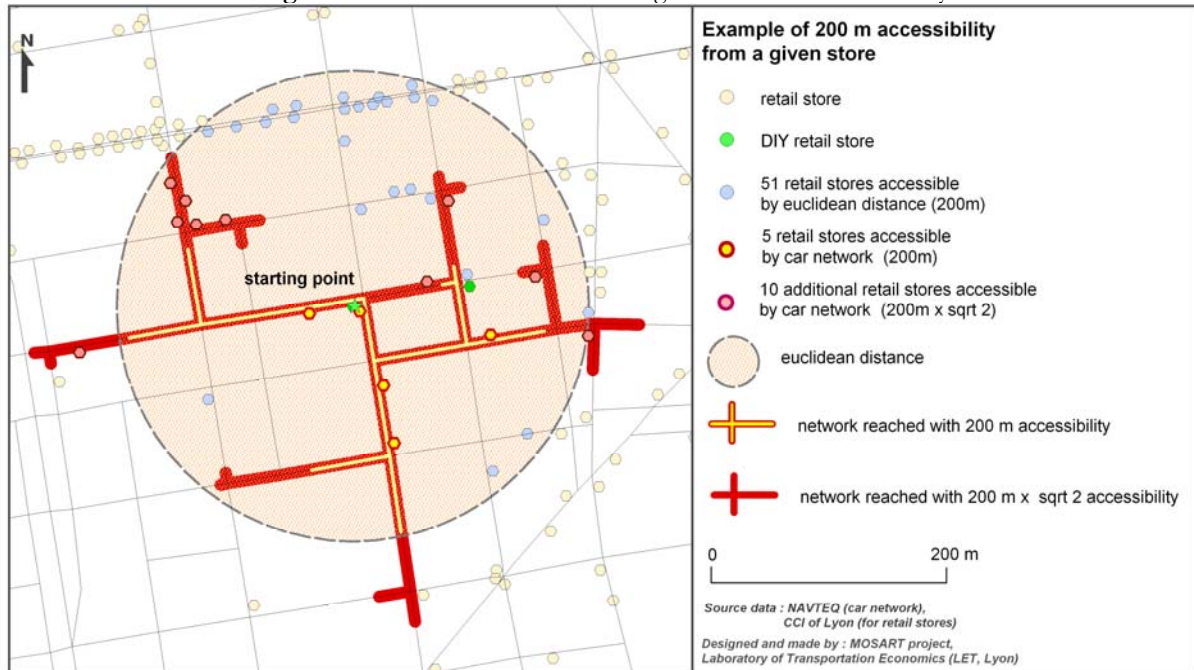 N
starting point
Example of 200 m accessibility
from a given store
retail store
DIY retail store
51 retail stores accessible
by euclidean distance (200m)
5 retail stores accessible
by car network (200m)
10 additional retail stores accessible
by car network (200m x sqrt 2)
euclidean distance
network reached with 200 m accessibility
network reached with 200 m x sqrt 2 accessibility
0 200 m
Source data : NAVTEQ (car network),
CCI of Lyon (for retail stores)
Designed and made by : MOSART project,
Laboratory of Transportation Economics (LET, Lyon)